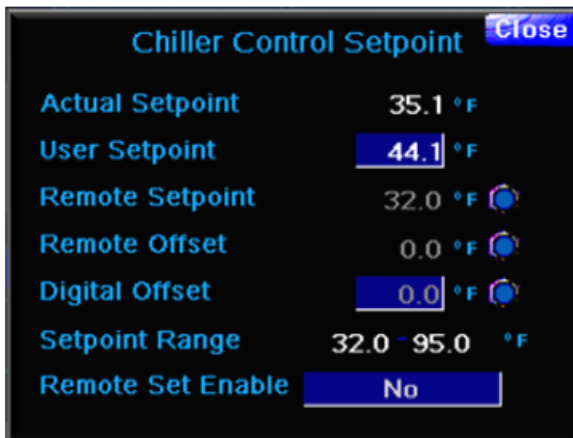 Chiller Control Setpoint Close
Actual Setpoint 35.1 °F
User Setpoint 44.1 °F
Remote Setpoint 32.0 °F
Remote Offset 0.0 °F
Digital Offset 0.0 °F
Setpoint Range 32.0 - 95.0 °F
Remote Set Enable No